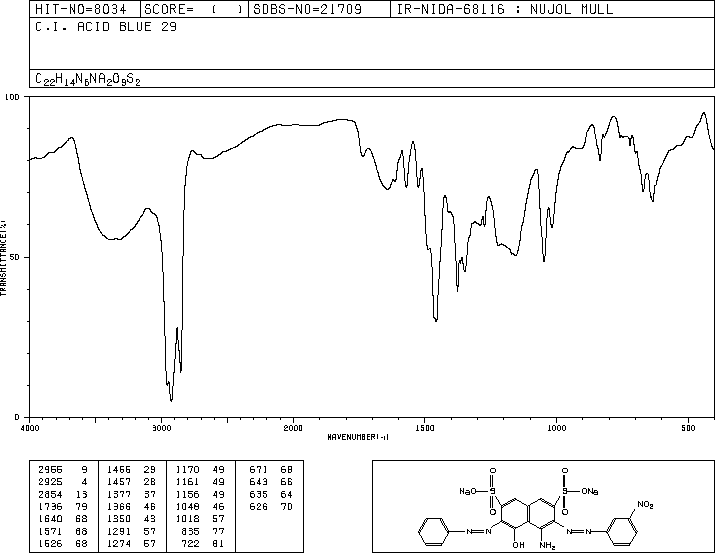 HIT-NO=8034 SCORE= ( ) SDBS-NO=21709 IR-NIDA-68116 : NUJOL MULL
C.I. ACID BLUE 29
C22H14N6NA2O9S2
100
50
0
TRANSMITTANCE(%)
4000 3000 2000 1500 1000 500
WAVENUMBER(-1)
2955 9 1466 29 1170 49 671 68
2925 4 1457 28 1161 49 643 66
2854 13 1377 37 1156 49 635 64
1736 79 1366 46 1048 46 626 70
1640 68 1350 43 1018 57
1571 68 1291 57 835 77
1526 68 1274 57 722 81
O O
NaO-S S-ONa
O O
NO2
N=N N=N
OH NH2